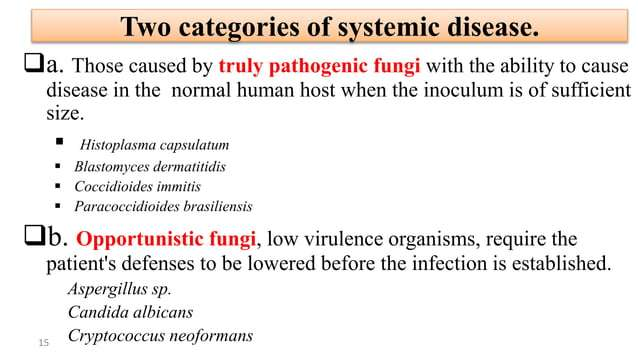 Two categories of systemic disease.
a. Those caused by truly pathogenic fungi with the ability to cause
disease in the normal human host when the inoculum is of sufficient
size.
Histoplasma capsulatum
Blastomyces dermatitidis
Coccidioides immitis
Paracoccidioides brasiliensis
b. Opportunistic fungi, low virulence organisms, require the
patient's defenses to be lowered before the infection is established.
Aspergillus sp.
Candida albicans
Cryptococcus neoformans
15